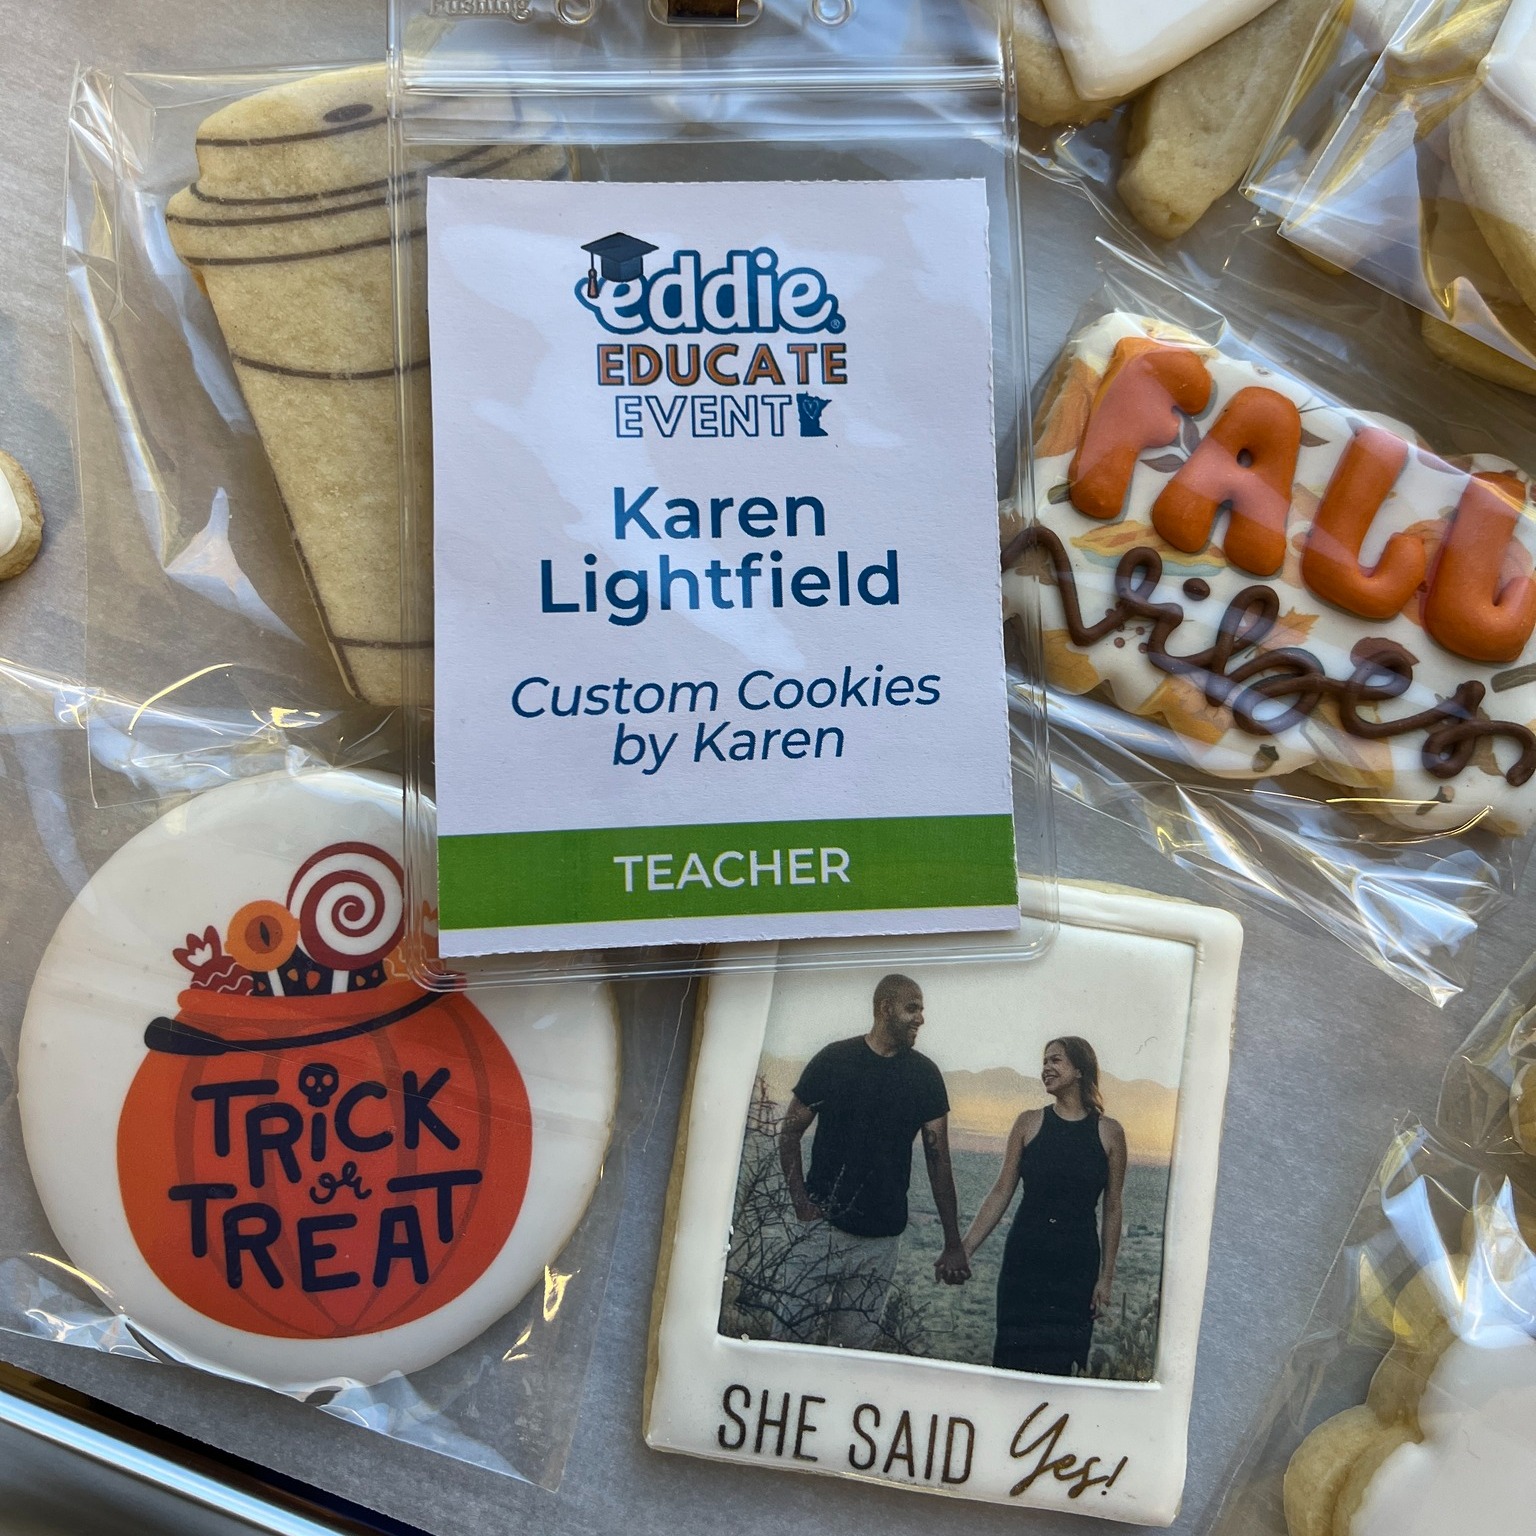 eddie®
EDUCATE
EVENT
Karen
Lightfield
Custom Cookies
by Karen
TEACHER
FALL
vibes
TRiCK
or
TREAT
SHE SAID Yes!